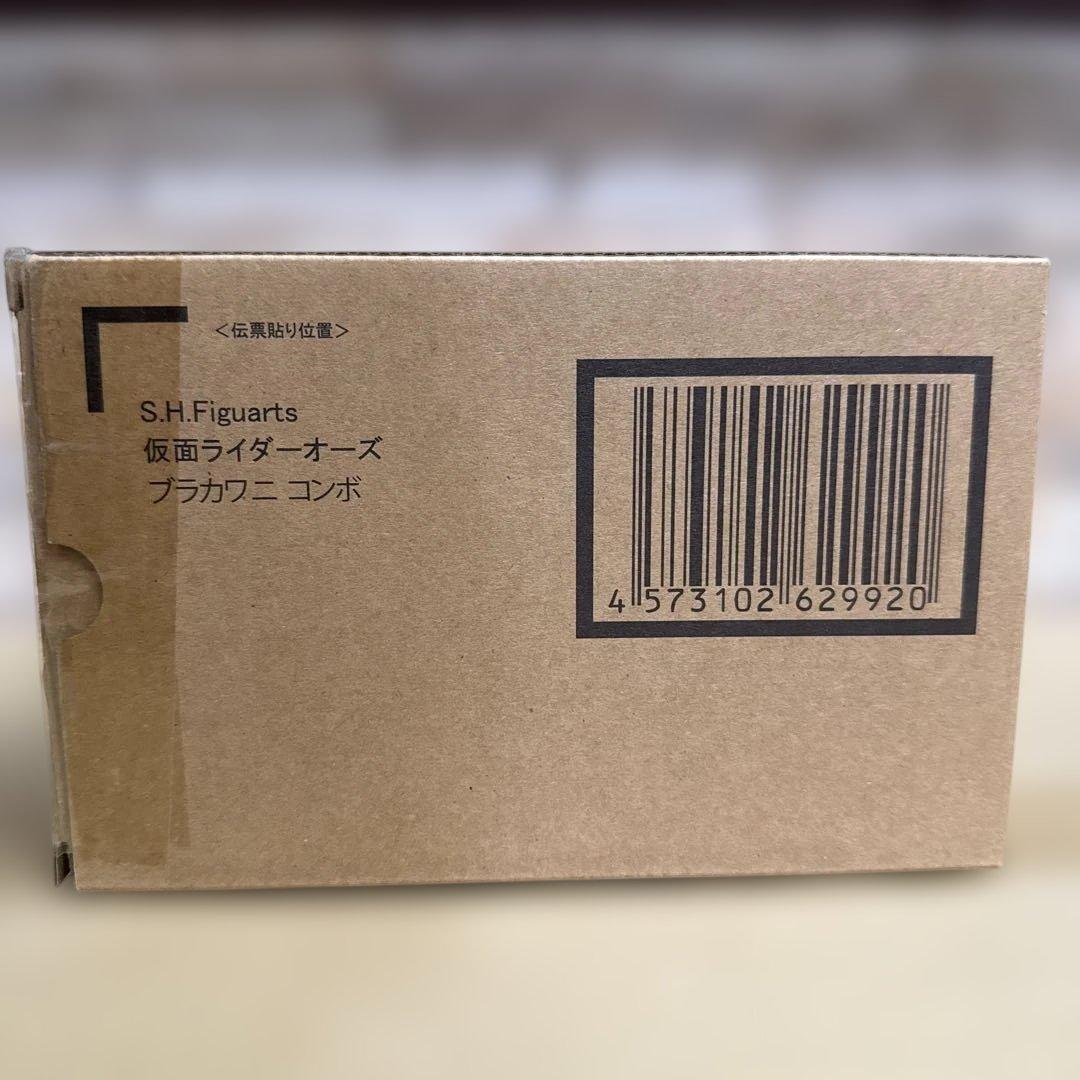 ＜伝票貼り位置＞
S.H.Figuarts
仮面ライダーオーズ
ブラカワニ コンボ
4 573102 629920